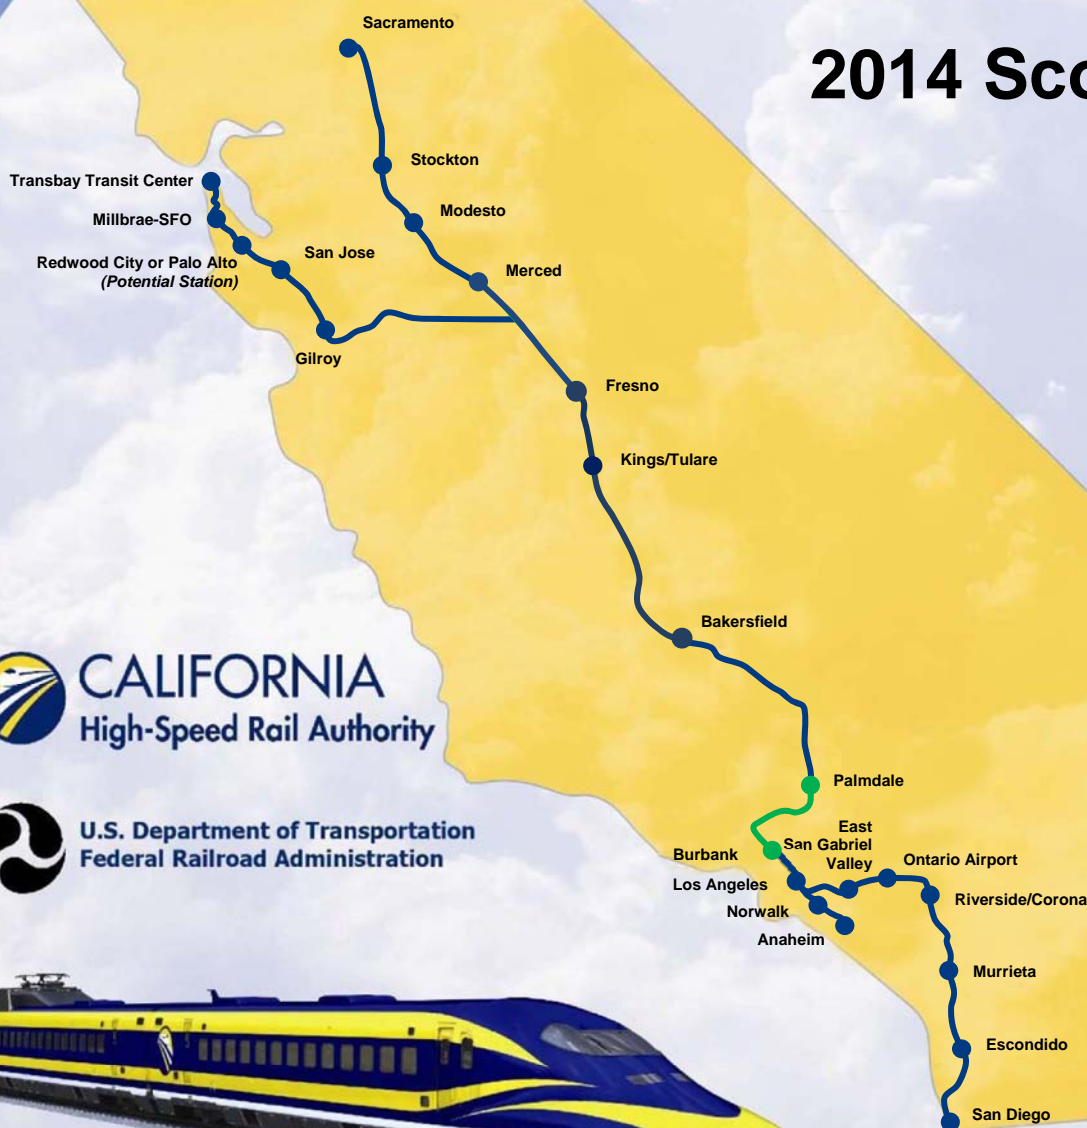 Sacramento
2014 Sco
Stockton
Transbay Transit Center
Modesto
Millbrae-SFO
San Jose
Redwood City or Palo Alto
(Potential Station)
Merced
Gilroy
Fresno
Kings/Tulare
Bakersfield
CALIFORNIA
High-Speed Rail Authority
Palmdale
U.S. Department of Transportation
Federal Railroad Administration
East
San Gabriel
Valley
Burbank
Ontario Airport
Los Angeles
Riverside/Corona
Norwalk
Anaheim
Murrieta
Escondido
San Diego